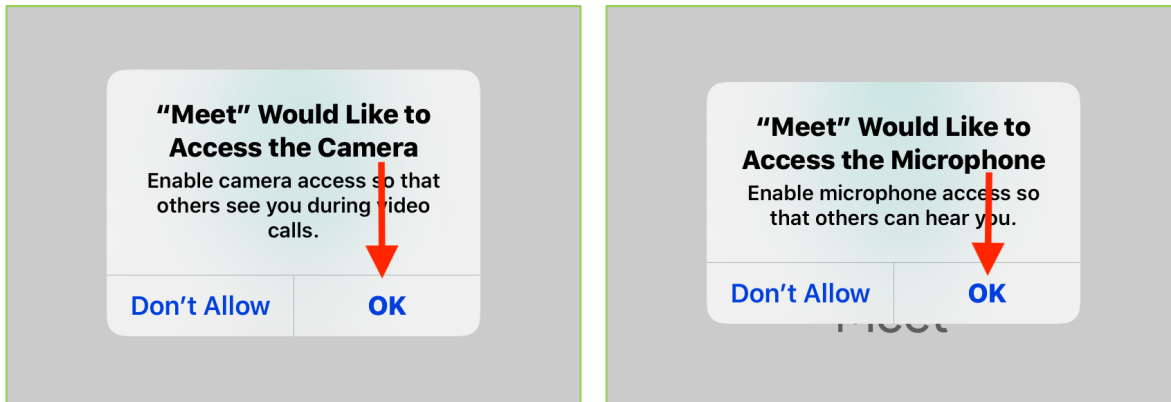 “Meet” Would Like to
Access the Camera
Enable camera access so that
others see you during video
calls.
Don’t Allow
OK
“Meet” Would Like to
Access the Microphone
Enable microphone access so
that others can hear you.
Don’t Allow
OK
Meet